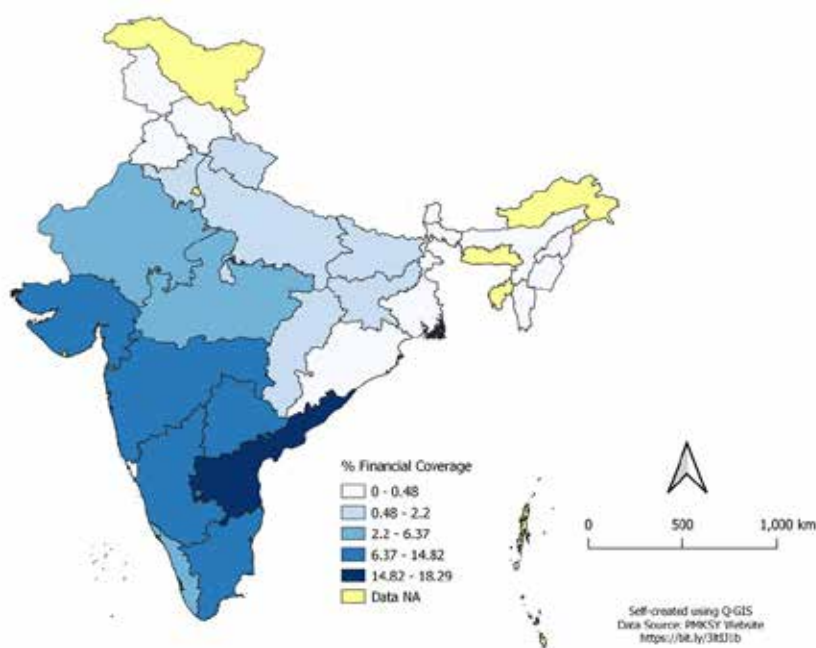 % Financial Coverage
0 - 0.48
0.48 - 2.2
2.2 - 6.37
6.37 - 14.82
14.82 - 18.29
Data NA
0 500 1,000 km
Self-created using Q-GIS
Data Source: PMKSY Website